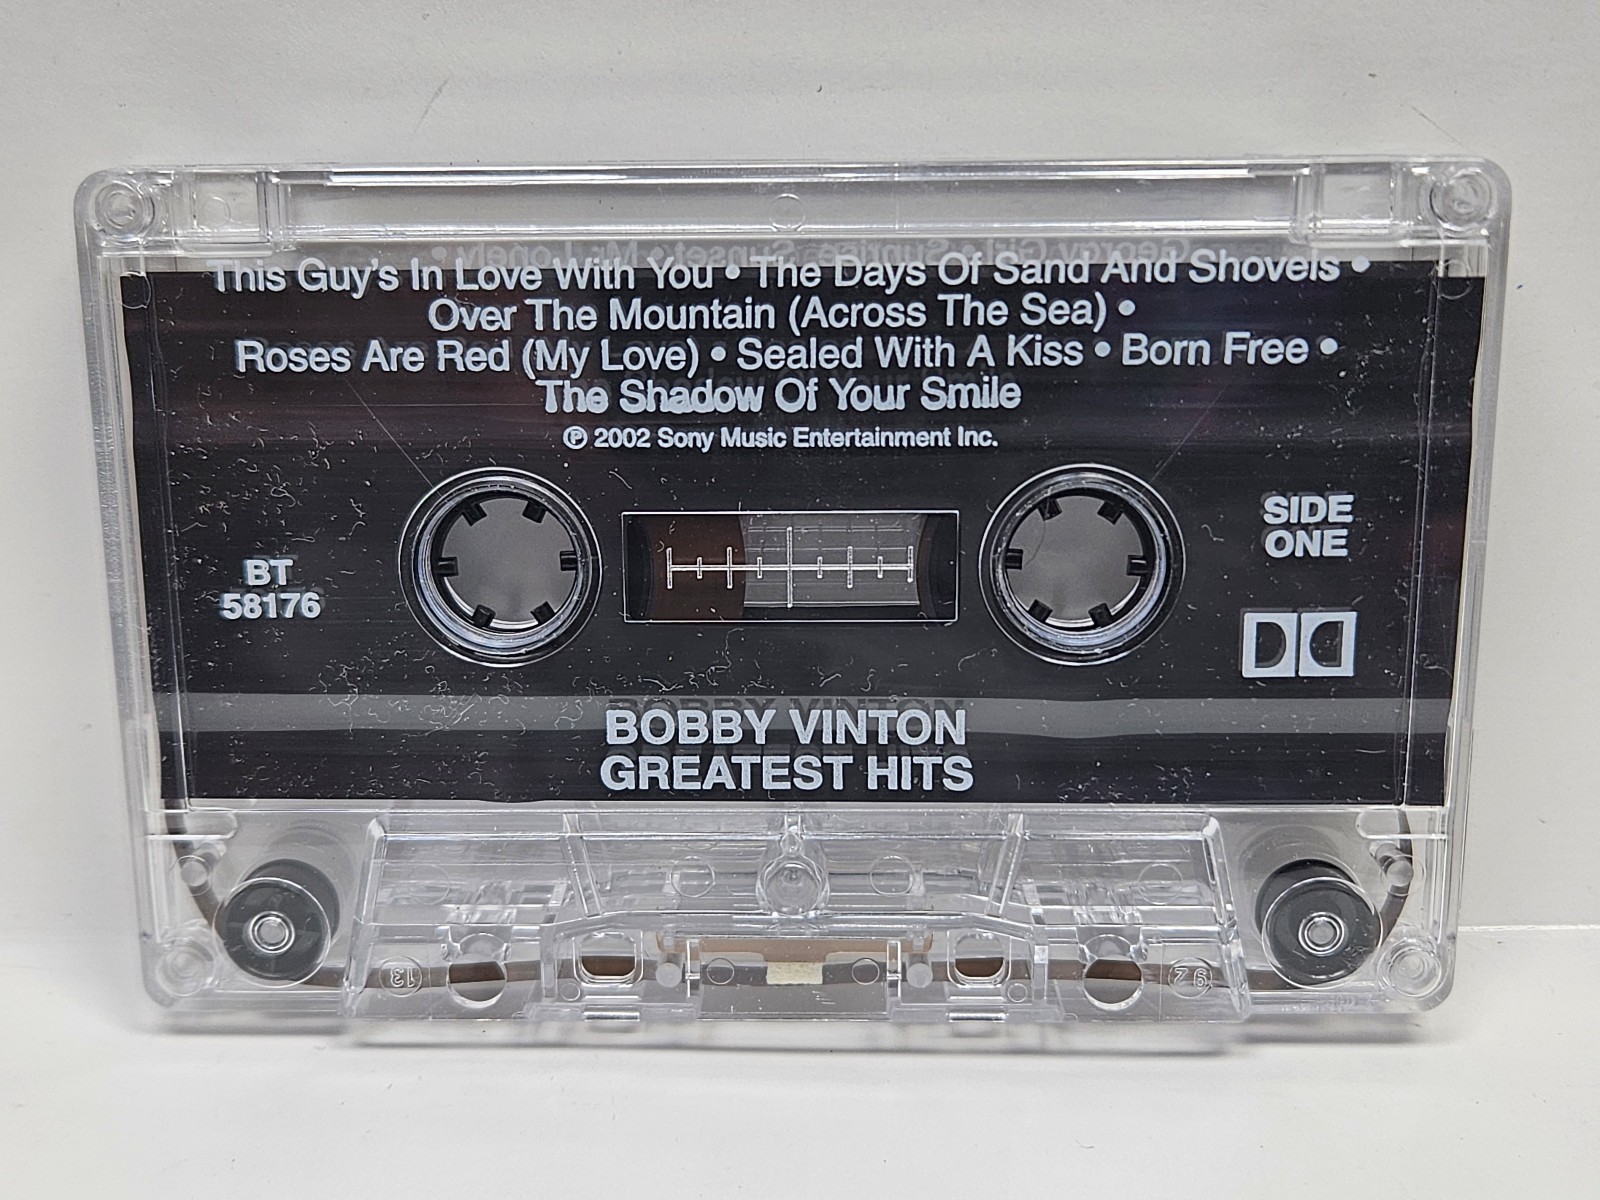 This Guy's In Love With You • The Days Of Sand And Shovels •
Over The Mountain (Across The Sea) •
Roses Are Red (My Love) • Sealed With A Kiss • Born Free •
The Shadow Of Your Smile
℗ 2002 Sony Music Entertainment Inc.
SIDE
ONE
BT
58176
BOBBY VINTON
GREATEST HITS